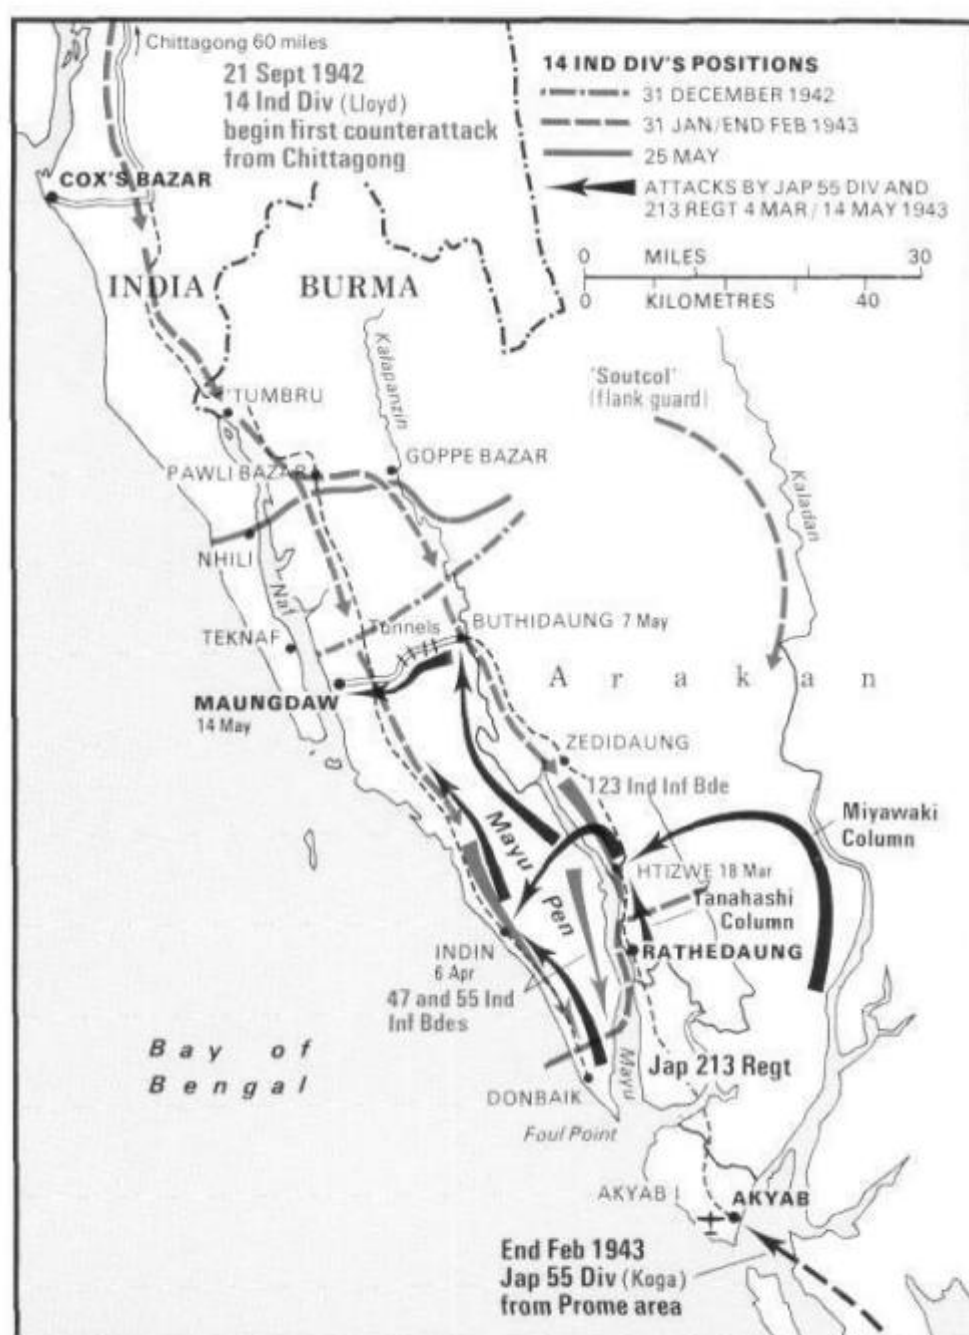 Chittagong 60 miles
21 Sept 1942
14 Ind Div (Lloyd)
begin first counterattack
from Chittagong
14 IND DIV'S POSITIONS
31 DECEMBER 1942
31 JAN/END FEB 1943
25 MAY
ATTACKS BY JAP 55 DIV AND
213 REGT 4 MAR / 14 MAY 1943
0 MILES 30
0 KILOMETRES 40
COX'S BAZAR
INDIA
BURMA
Kalapanzin
'Soutcol'
(flank guard)
TUMBRU
GOPPE BAZAR
PAWLI BAZAR
Kaladan
NHILI
Naf
TEKNAF
Tunnels
BUTHIDAUNG 7 May
Arakan
MAUNGDAW
14 May
ZEDIDAUNG
123 Ind Inf Bde
Miyawaki
Column
Mayu
Pen
HTIZWE 18 Mar
Tanahashi
Column
RATHEDAUNG
INDIN
6 Apr
47 and 55 Ind
Inf Bdes
Bay of
Bengal
Mayu
Jap 213 Regt
DONBAIK
Foul Point
AKYAB I
AKYAB
End Feb 1943
Jap 55 Div (Koga)
from Prome area